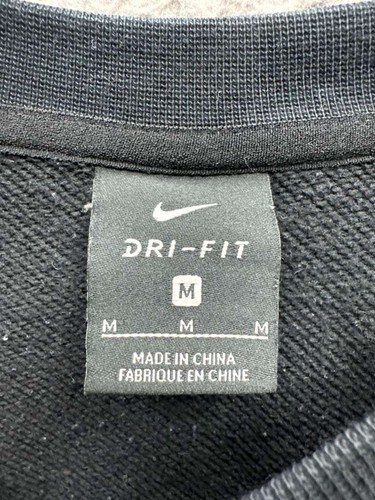 DRI-FIT
M
M M M
MADE IN CHINA
FABRIQUE EN CHINE